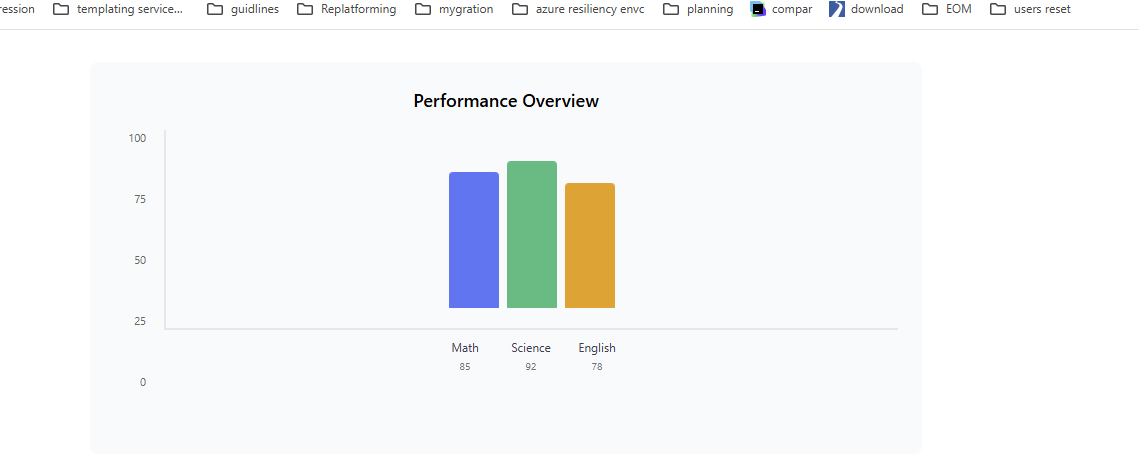 ression templating service... guidlines Replatforming mygration azure resiliency envc planning compar download EOM users reset
Performance Overview
100
75
50
25
0
Math Science English
85 92 78